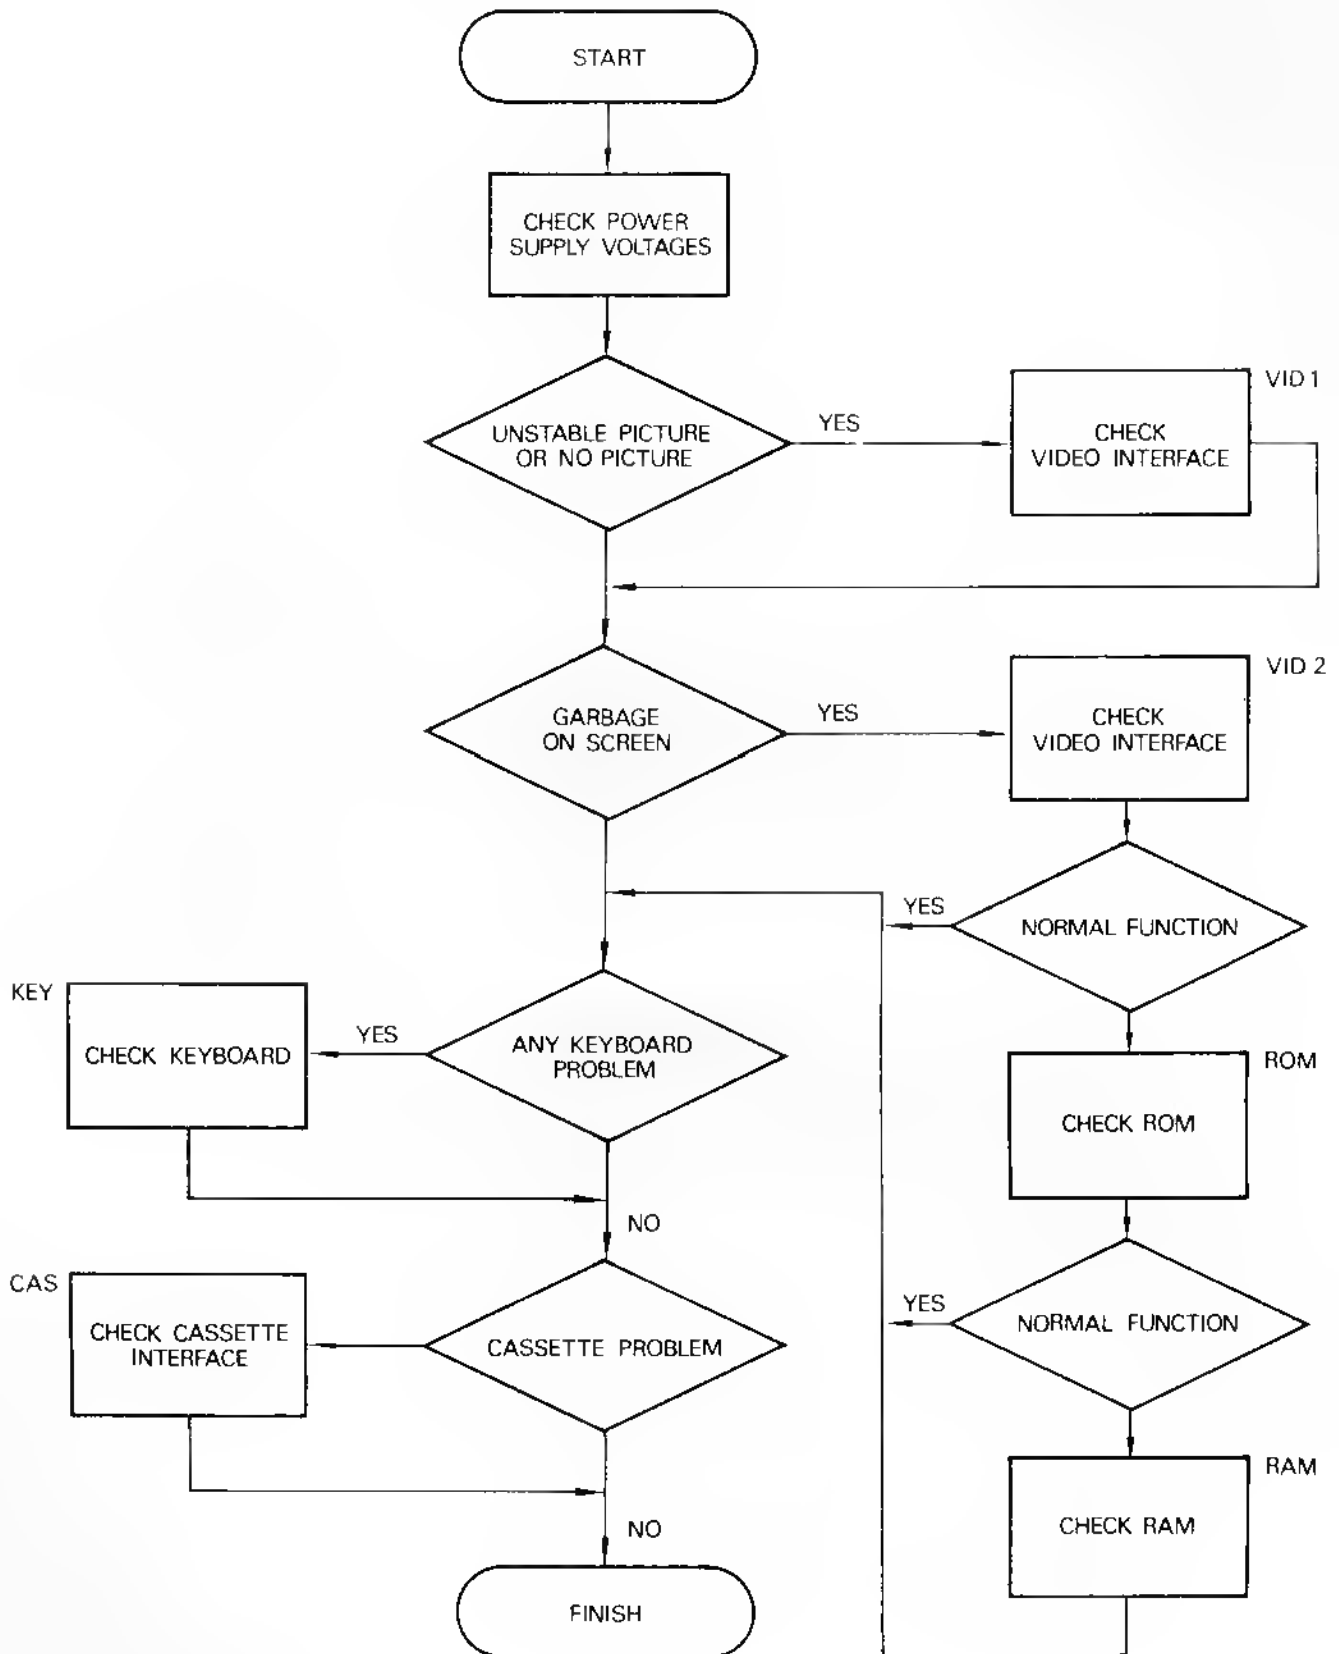 START
CHECK POWER
SUPPLY VOLTAGES
UNSTABLE PICTURE
OR NO PICTURE
YES
CHECK
VIDEO INTERFACE
VID 1
GARBAGE
ON SCREEN
YES
CHECK
VIDEO INTERFACE
VID 2
NORMAL FUNCTION
YES
KEY
CHECK KEYBOARD
YES
ANY KEYBOARD
PROBLEM
CHECK ROM
ROM
NO
CAS
CHECK CASSETTE
INTERFACE
CASSETTE PROBLEM
YES
NORMAL FUNCTION
CHECK RAM
RAM
NO
FINISH